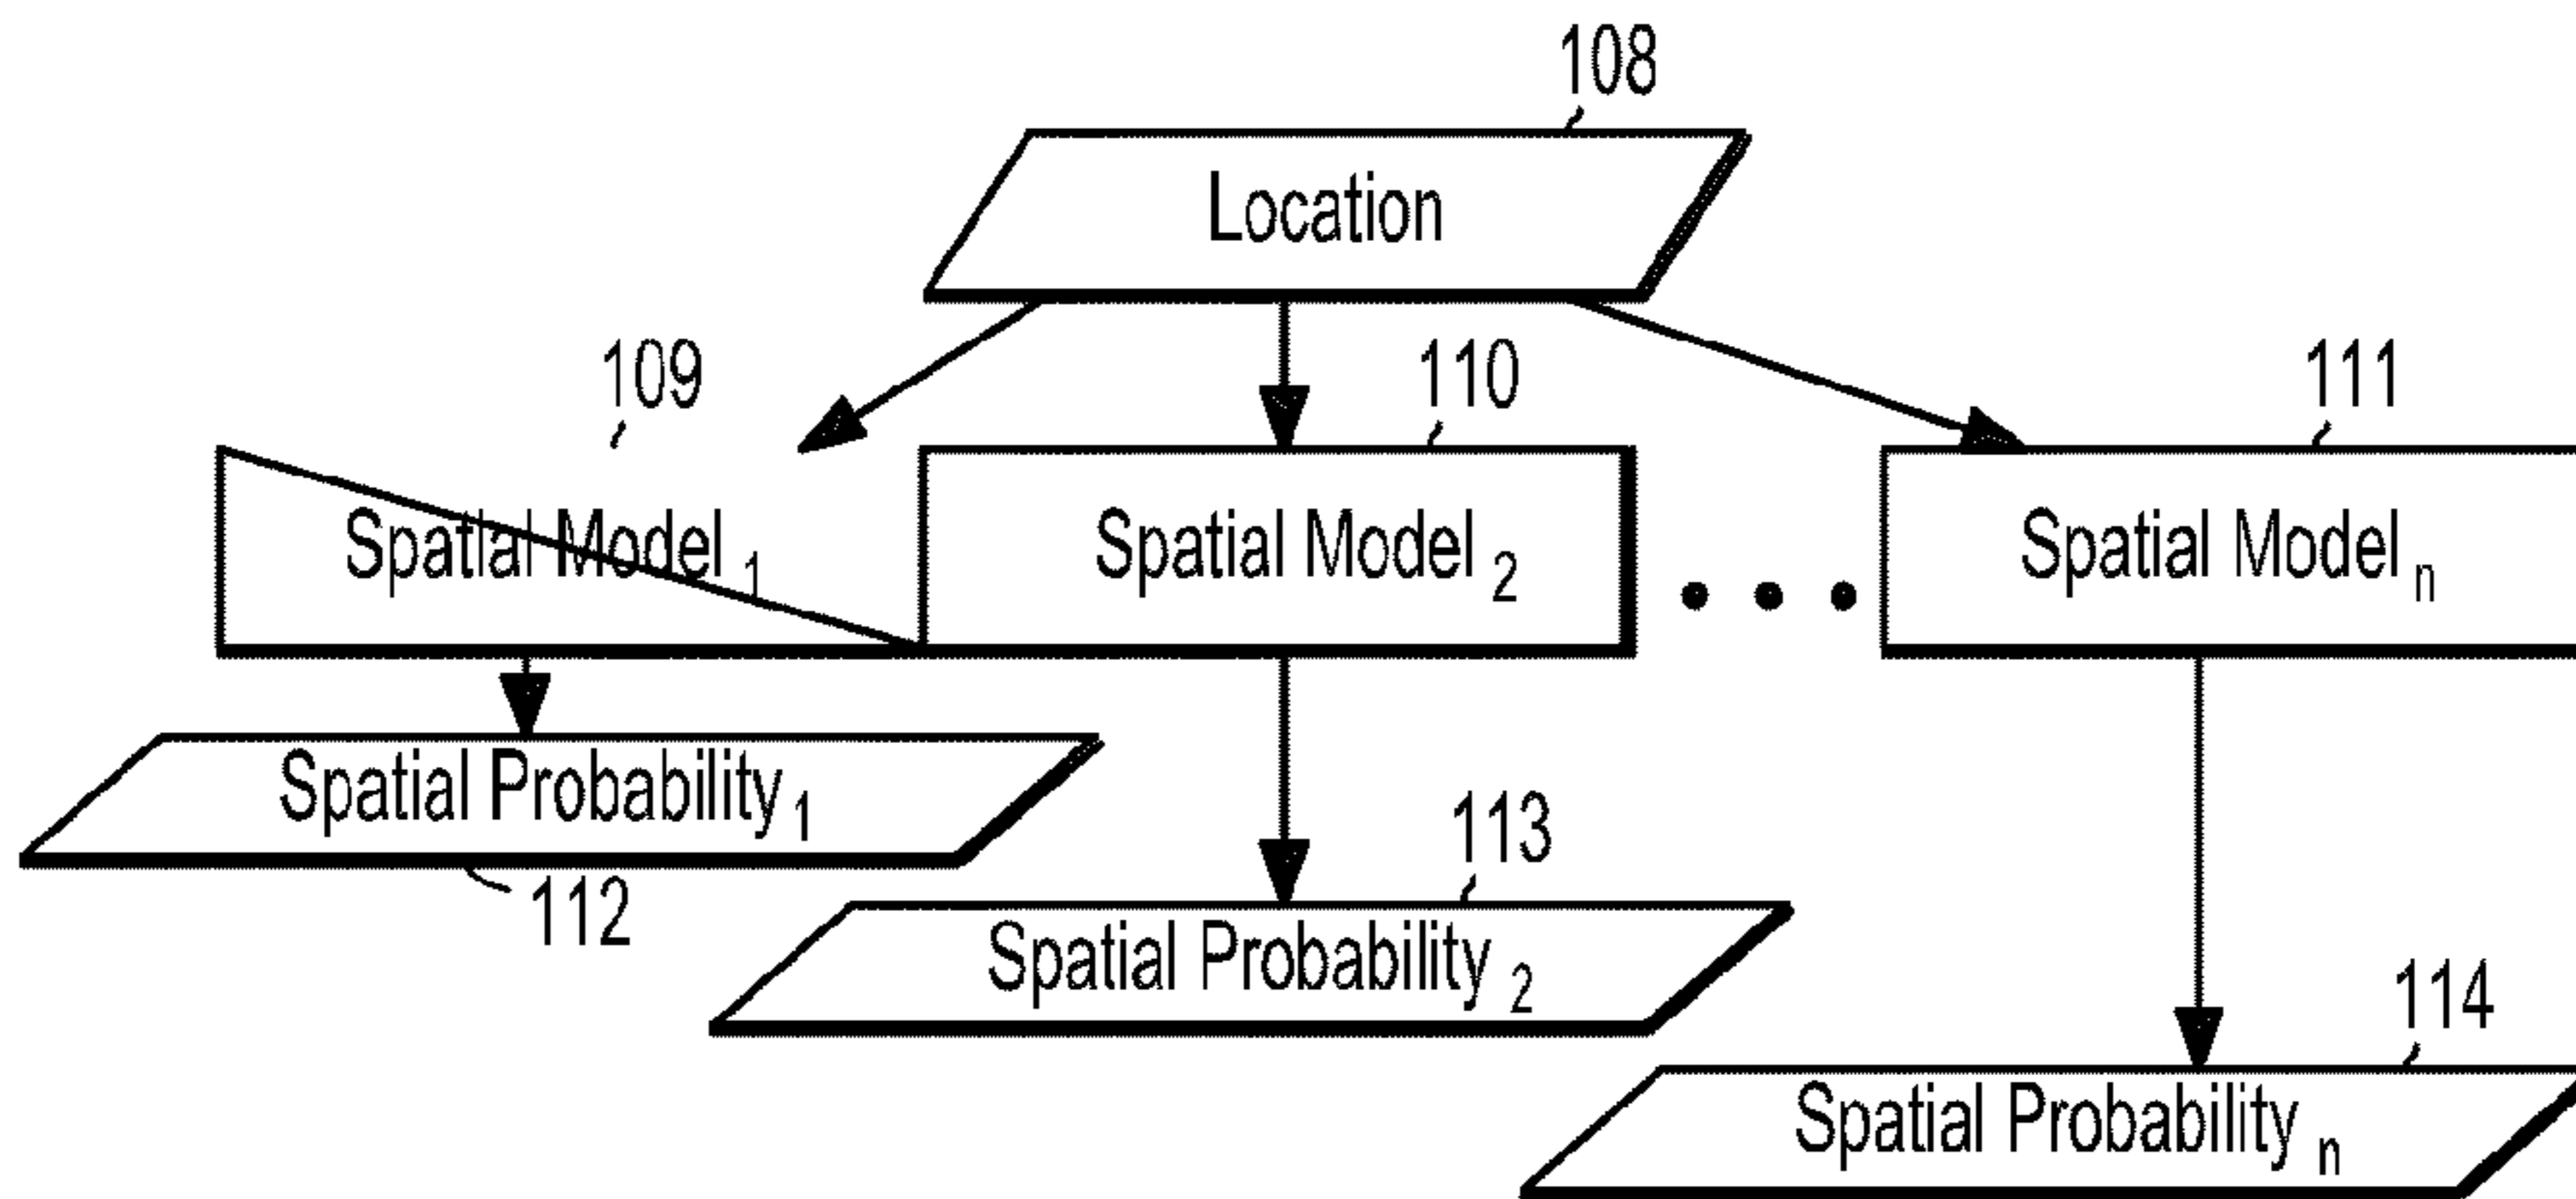 108
Location
109
110
111
Spatial Model 1
Spatial Model 2
• • •
Spatial Model n
Spatial Probability 1
112
113
Spatial Probability 2
114
Spatial Probability n